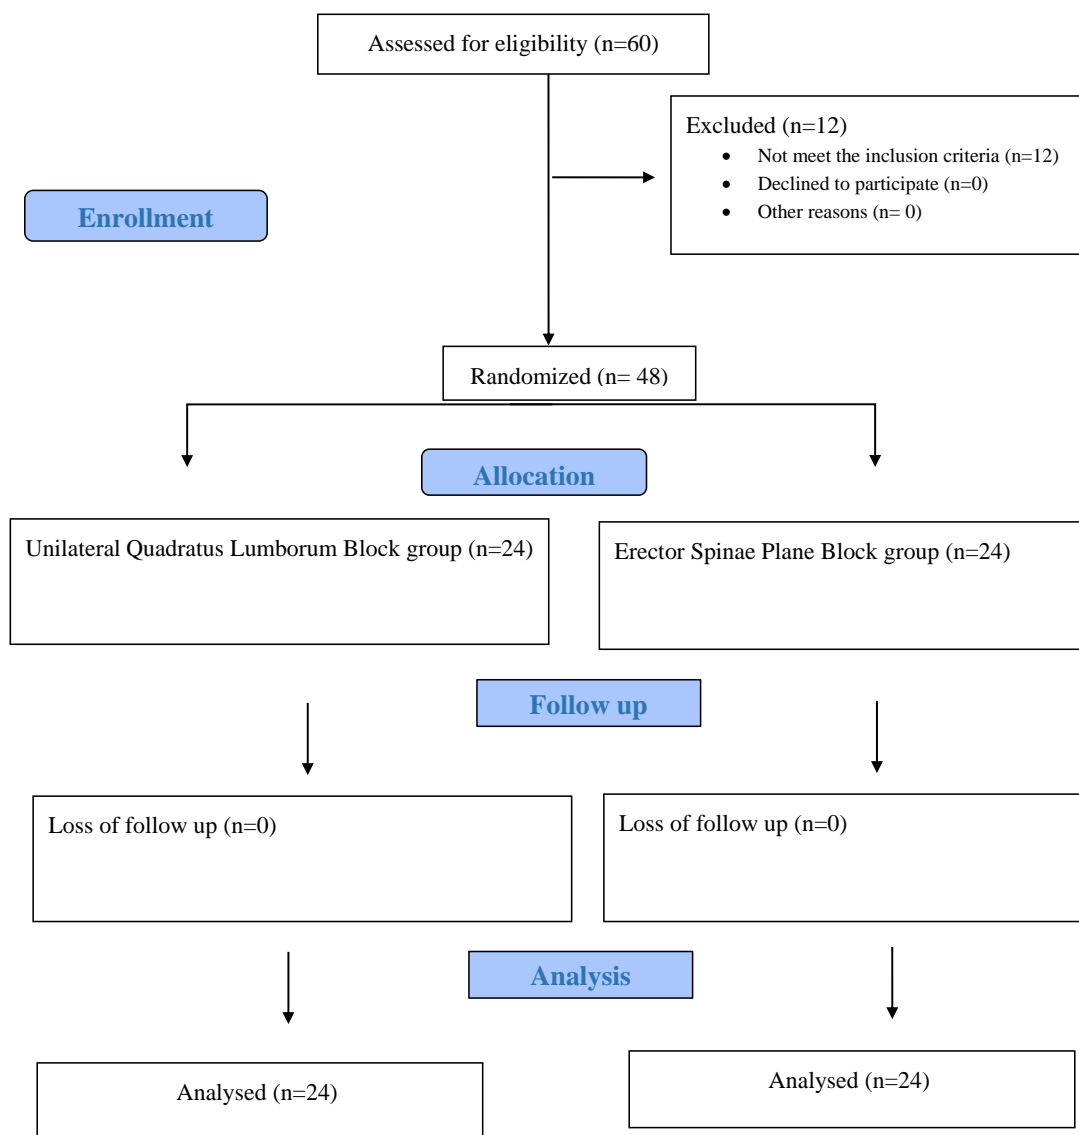 Assessed for eligibility (n=60)
Excluded (n=12)
• Not meet the inclusion criteria (n=12)
• Declined to participate (n=0)
• Other reasons (n= 0)
Enrollment
Randomized (n= 48)
Allocation
Unilateral Quadratus Lumborum Block group (n=24)
Erector Spinae Plane Block group (n=24)
Follow up
Loss of follow up (n=0)
Loss of follow up (n=0)
Analysis
Analysed (n=24)
Analysed (n=24)